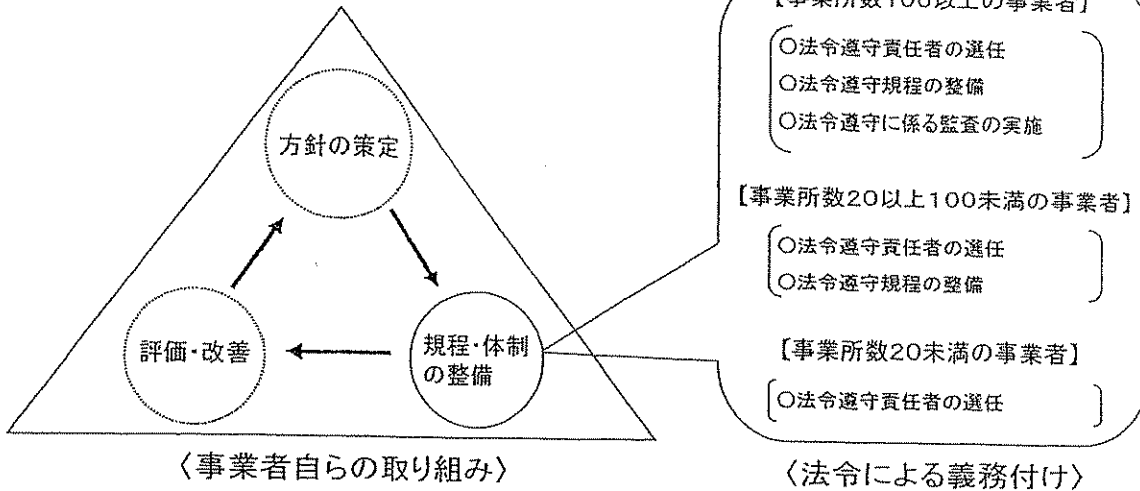 方針の策定
評価・改善
規程・体制
の整備
〈事業者自らの取り組み〉
【事業所数100以上の事業者】
○法令遵守責任者の選任
○法令遵守規程の整備
○法令遵守に係る監査の実施
【事業所数20以上100未満の事業者】
○法令遵守責任者の選任
○法令遵守規程の整備
【事業所数20未満の事業者】
○法令遵守責任者の選任
〈法令による義務付け〉